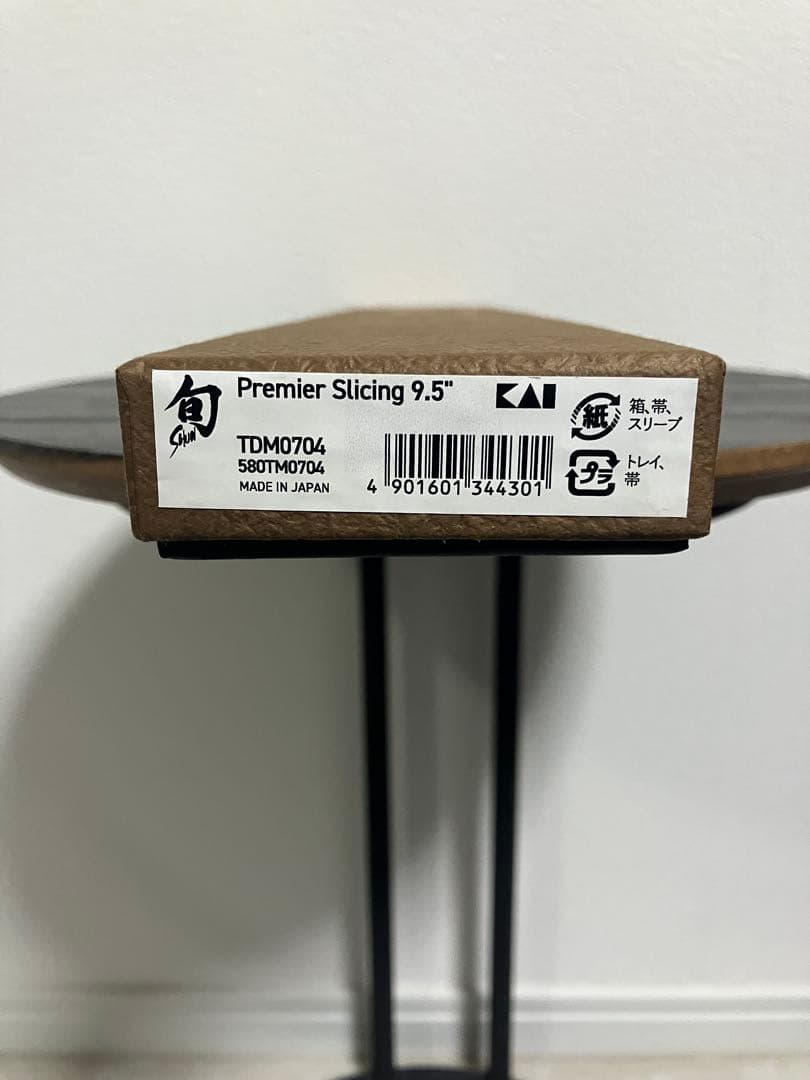 旬
Shun
Premier Slicing 9.5"
KAI
TDM0704
580TM0704
MADE IN JAPAN
4 901601 344301
紙
箱、帯、
スリーブ
プラ
トレイ、
帯